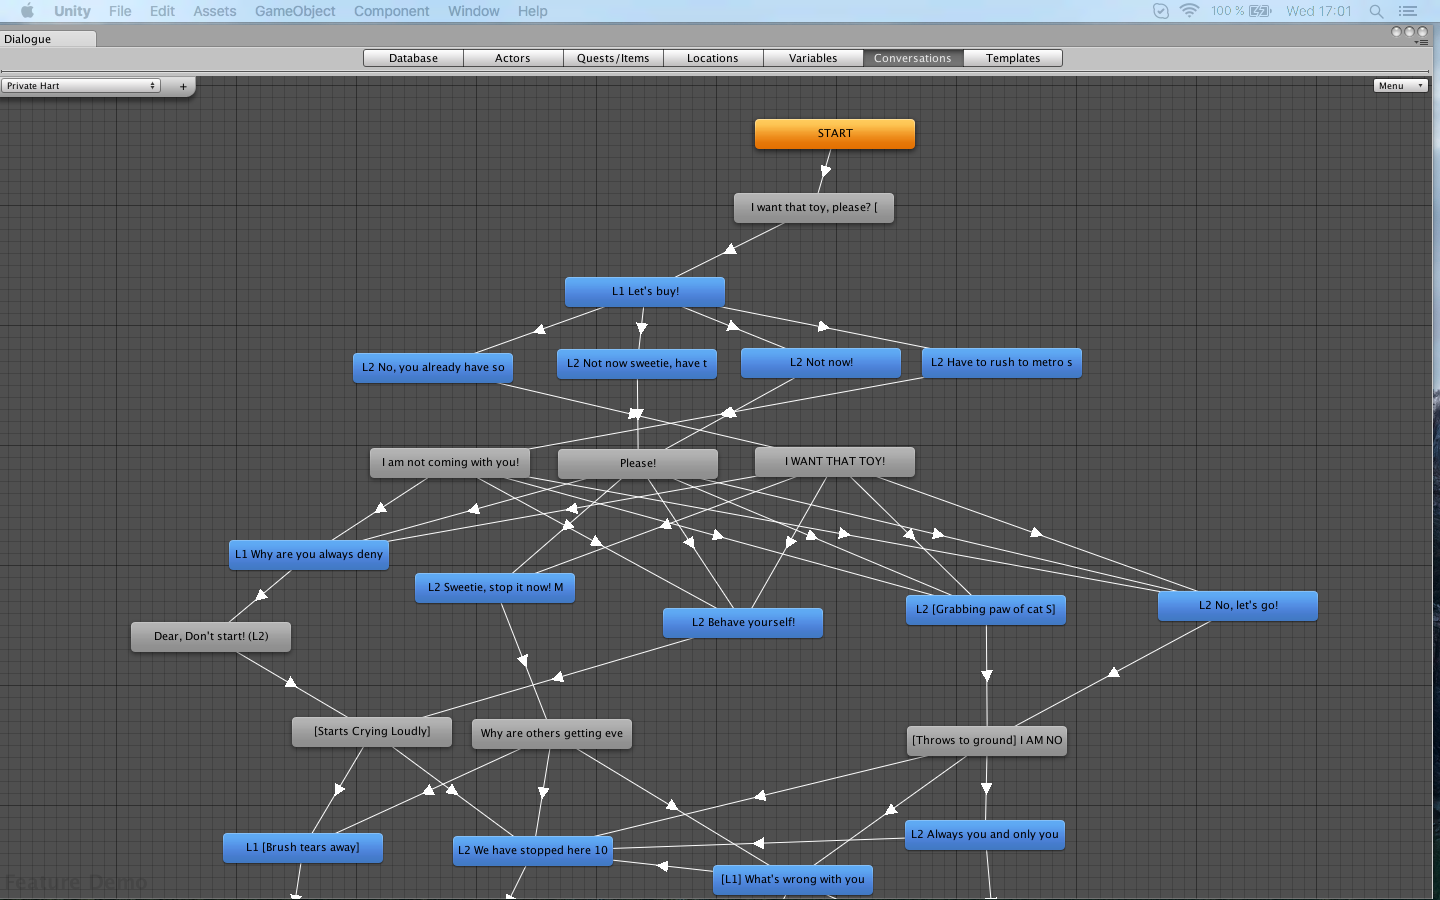 Unity File Edit Assets GameObject Component Window Help 100 % Wed 17:01
Dialogue
Database Actors Quests/Items Locations Variables Conversations Templates
Private Hart + Menu
START
I want that toy, please? [
L1 Let's buy!
L2 No, you already have so
L2 Not now sweetie, have t
L2 Not now!
L2 Have to rush to metro s
I am not coming with you!
Please!
I WANT THAT TOY!
L1 Why are you always deny
L2 Sweetie, stop it now! M
L2 Behave yourself!
L2 [Grabbing paw of cat S]
L2 No, let's go!
Dear, Don't start! (L2)
[Starts Crying Loudly]
Why are others getting eve
[Throws to ground] I AM NO
L1 [Brush tears away]
L2 We have stopped here 10
L2 Always you and only you
[L1] What's wrong with you
Feature Demo